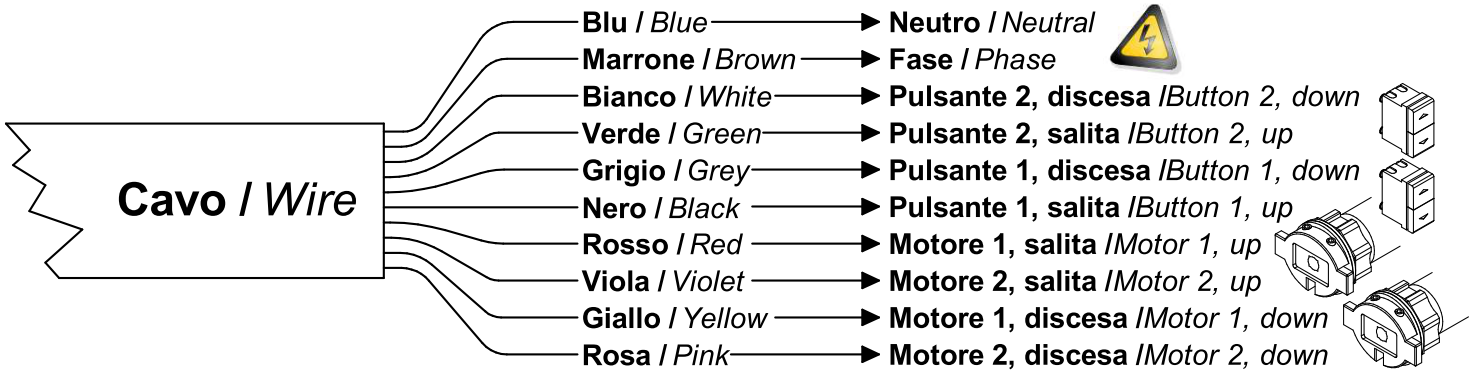 Blu / Blue Neutro / Neutral
Marrone / Brown Fase / Phase
Bianco / White Pulsante 2, discesa /Button 2, down
Verde / Green Pulsante 2, salita /Button 2, up
Grigio / Grey Pulsante 1, discesa /Button 1, down
Cavo / Wire
Nero / Black Pulsante 1, salita /Button 1, up
Rosso / Red Motore 1, salita /Motor 1, up
Viola / Violet Motore 2, salita /Motor 2, up
Giallo / Yellow Motore 1, discesa /Motor 1, down
Rosa / Pink Motore 2, discesa /Motor 2, down